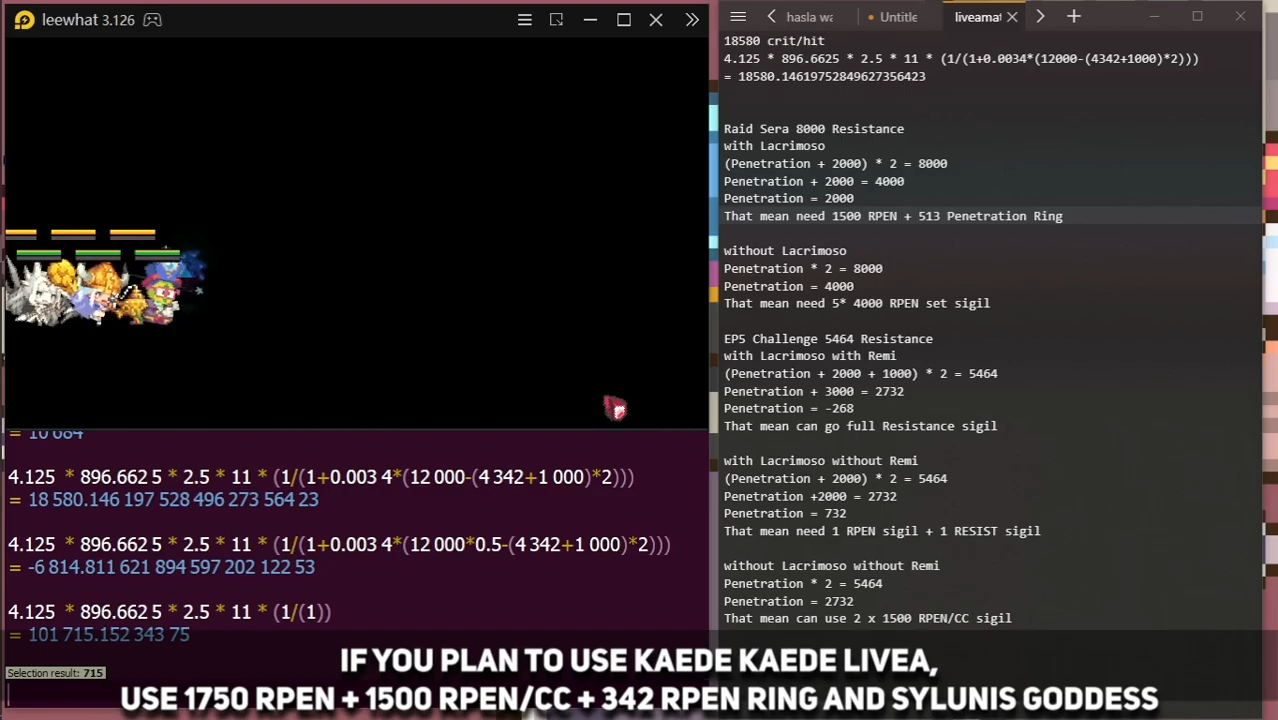 leewhat 3.126
hasla wa
Untitle
liveama
18580 crit/hit
4.125 * 896.6625 * 2.5 * 11 * (1/(1+0.0034*(12000-(4342+1000)*2)))
= 18580.14619752849627356423
Raid Sera 8000 Resistance
with Lacrimoso
(Penetration + 2000) * 2 = 8000
Penetration + 2000 = 4000
Penetration = 2000
That mean need 1500 RPEN + 513 Penetration Ring
without Lacrimoso
Penetration * 2 = 8000
Penetration = 4000
That mean need 5* 4000 RPEN set sigil
EP5 Challenge 5464 Resistance
with Lacrimoso with Remi
(Penetration + 2000 + 1000) * 2 = 5464
Penetration + 3000 = 2732
Penetration = -268
That mean can go full Resistance sigil
with Lacrimoso without Remi
(Penetration + 2000) * 2 = 5464
Penetration +2000 = 2732
Penetration = 732
That mean need 1 RPEN sigil + 1 RESIST sigil
without Lacrimoso without Remi
Penetration * 2 = 5464
Penetration = 2732
That mean can use 2 x 1500 RPEN/CC sigil
= 10 684
4.125 * 896.662 5 * 2.5 * 11 * (1/(1+0.003 4*(12 000-(4 342+1 000)*2)))
= 18 580.146 197 528 496 273 564 23
4.125 * 896.662 5 * 2.5 * 11 * (1/(1+0.003 4*(12 000*0.5-(4 342+1 000)*2)))
= -6 814.811 621 894 597 202 122 53
4.125 * 896.662 5 * 2.5 * 11 * (1/(1))
= 101 715.152 343 75
Selection result: 715
IF YOU PLAN TO USE KAEDE KAEDE LIVEA,
USE 1750 RPEN + 1500 RPEN/CC + 342 RPEN RING AND SYLUNIS GODDESS